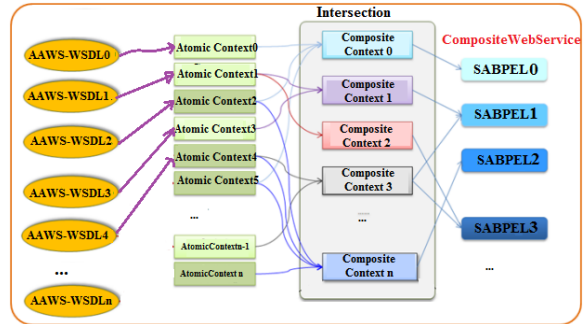 Intersection
CompositeWebService
AAWS-WSDL0
AAWS-WSDL1
AAWS-WSDL2
AAWS-WSDL3
AAWS-WSDL4
...
AAWS-WSDLn
Atomic Context0
Atomic Context1
Atomic Context2
Atomic Context3
Atomic Context4
Atomic Context5
...
AtomicContextn-1
AtomicContext n
Composite
Context 0
Composite
Context 1
Composite
Context 2
Composite
Context 3
...
Composite
Context n
SABPEL0
SABPEL1
SABPEL2
SABPEL3
...